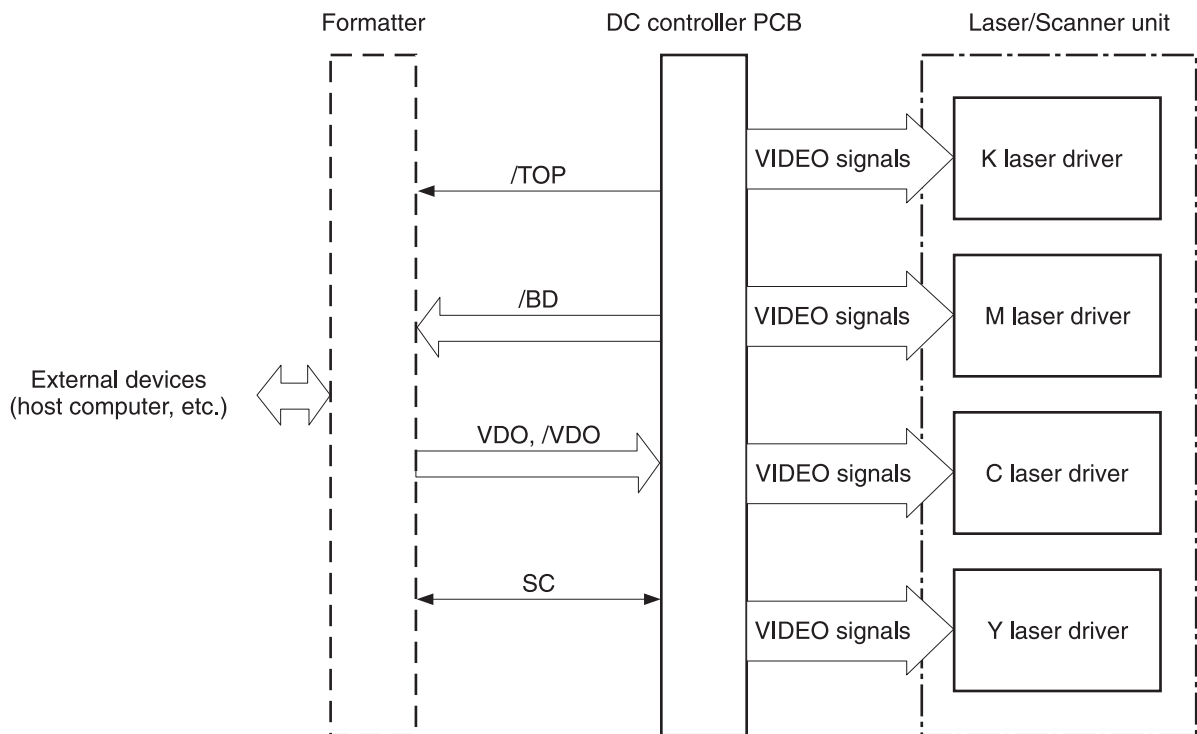 Formatter
DC controller PCB
Laser/Scanner unit
/TOP
VIDEO signals
K laser driver
/BD
VIDEO signals
M laser driver
External devices
(host computer, etc.)
VDO, /VDO
VIDEO signals
C laser driver
SC
VIDEO signals
Y laser driver